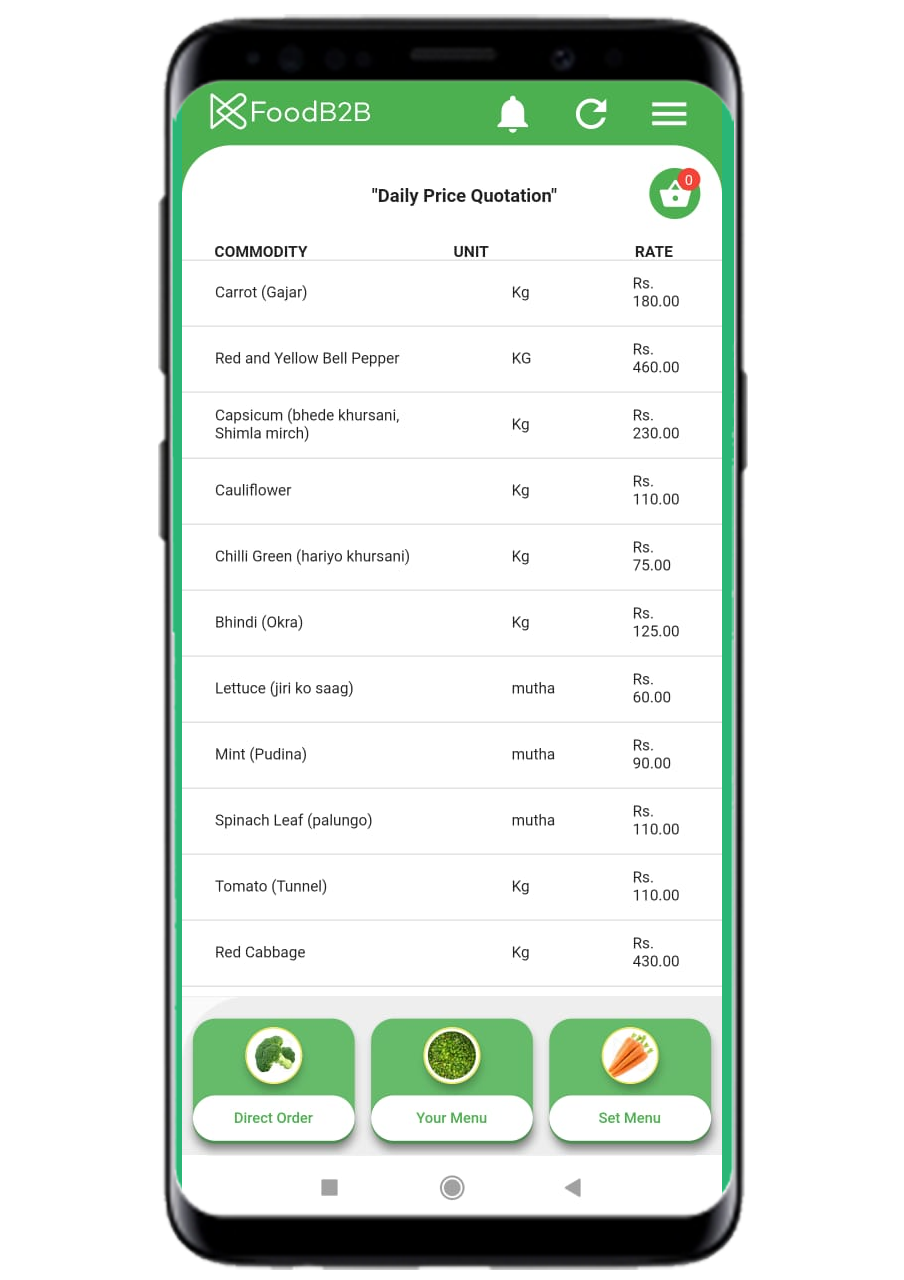 FoodB2B
"Daily Price Quotation"
0
COMMODITY UNIT RATE
Carrot (Gajar) Kg Rs.
180.00
Red and Yellow Bell Pepper KG Rs.
460.00
Capsicum (bhede khursani,
Shimla mirch) Kg Rs.
230.00
Cauliflower Kg Rs.
110.00
Chilli Green (hariyo khursani) Kg Rs.
75.00
Bhindi (Okra) Kg Rs.
125.00
Lettuce (jiri ko saag) mutha Rs.
60.00
Mint (Pudina) mutha Rs.
90.00
Spinach Leaf (palungo) mutha Rs.
110.00
Tomato (Tunnel) Kg Rs.
110.00
Red Cabbage Kg Rs.
430.00
Direct Order Your Menu Set Menu